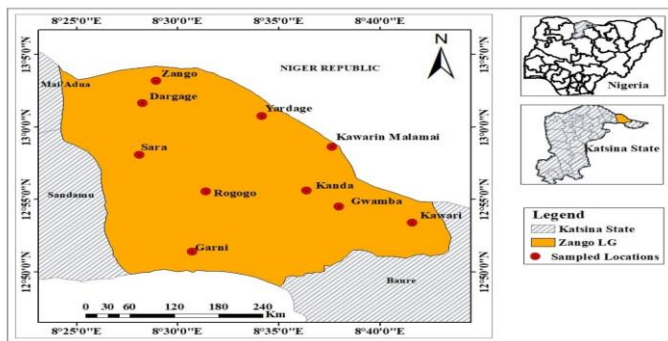 8°25'0"E 8°30'0"E 8°35'0"E 8°40'0"E
13°5'0"N
13°0'0"N
12°55'0"N
12°50'0"N
Mai'Adua
Zango
NIGER REPUBLIC
N
Dargage
Yardage
Kawarin Malamai
Sara
Sandamu
Rogogo
Kanda
Gwamba
Kawari
Garni
Baure
0 30 60 120 180 240
Km
8°25'0"E 8°30'0"E 8°35'0"E 8°40'0"E
13°5'0"N
13°0'0"N
12°55'0"N
12°50'0"N
Nigeria
Katsina State
Legend
Katsina State
Zango LG
Sampled Locations